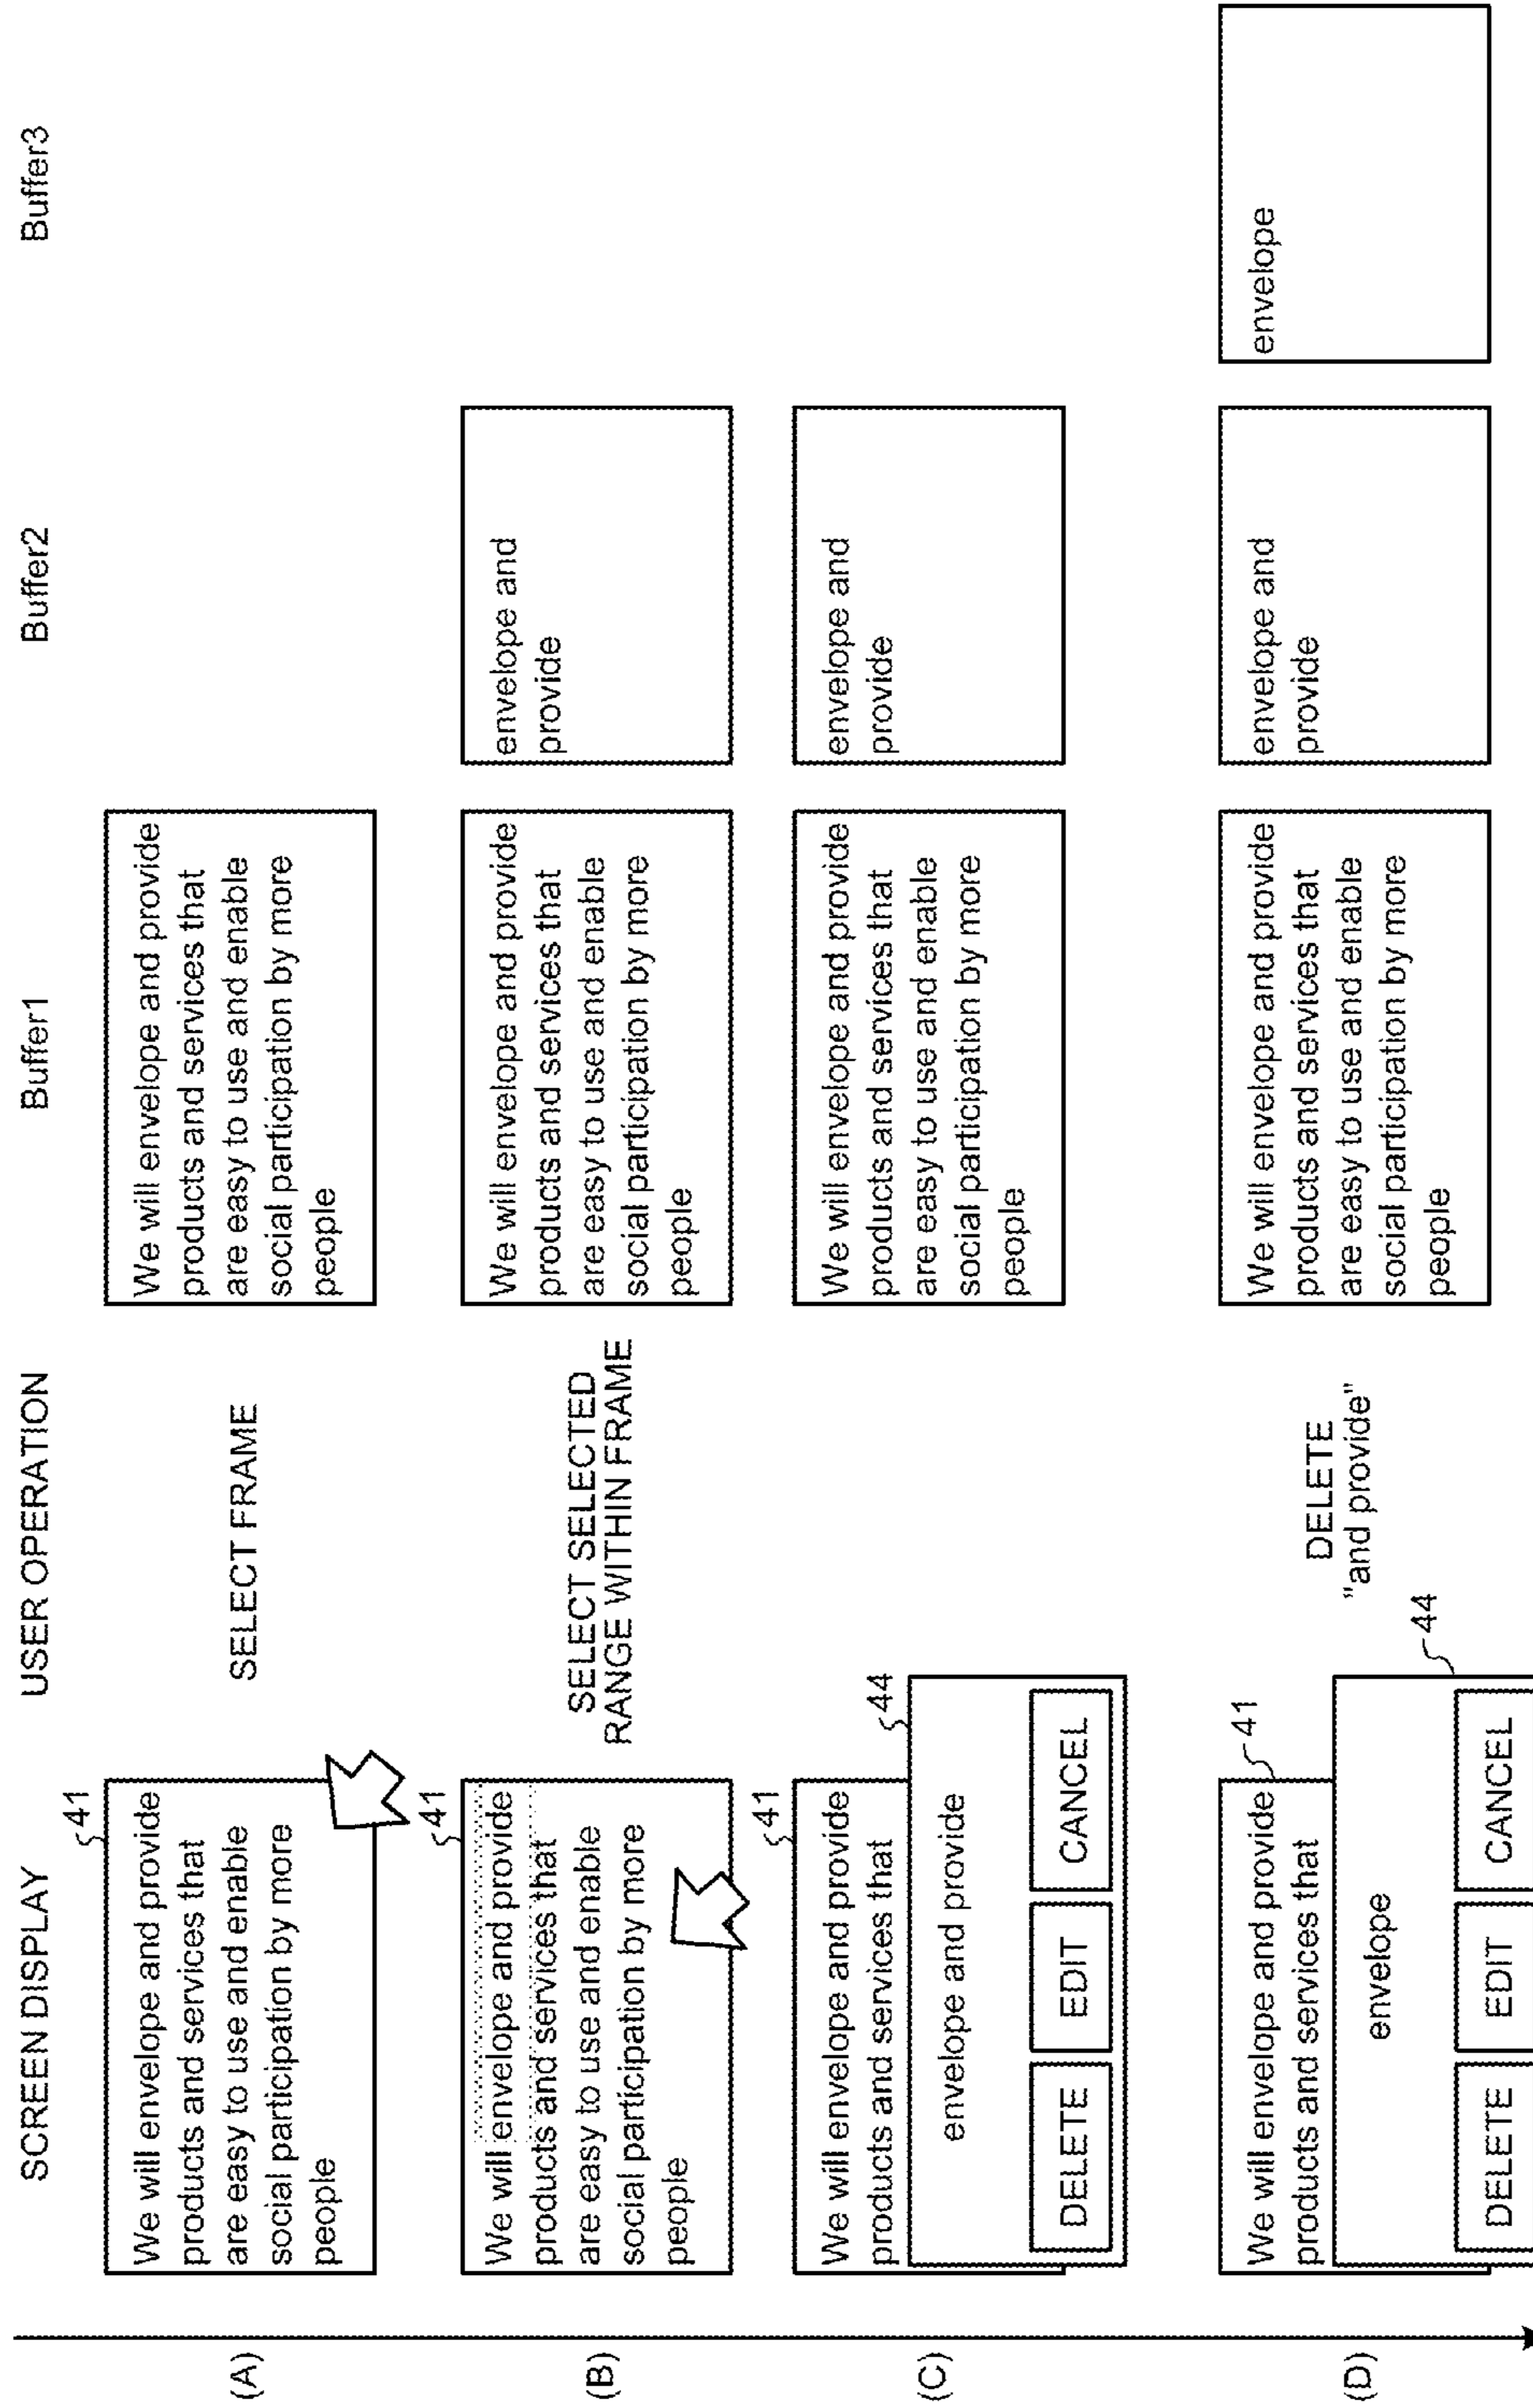 SCREEN DISPLAY
USER OPERATION
Buffer1
Buffer2
Buffer3
(A)
41
We will envelope and provide
products and services that
are easy to use and enable
social participation by more
people
SELECT FRAME
We will envelope and provide
products and services that
are easy to use and enable
social participation by more
people
(B)
41
We will envelope and provide
products and services that
are easy to use and enable
social participation by more
people
SELECT SELECTED
RANGE WITHIN FRAME
We will envelope and provide
products and services that
are easy to use and enable
social participation by more
people
envelope and
provide
(C)
41
We will envelope and provide
products and services that
44
envelope and provide
DELETE
EDIT
CANCEL
We will envelope and provide
products and services that
are easy to use and enable
social participation by more
people
envelope and
provide
(D)
41
We will envelope and provide
products and services that
44
envelope
DELETE
EDIT
CANCEL
DELETE
"and provide"
We will envelope and provide
products and services that
are easy to use and enable
social participation by more
people
envelope and
provide
envelope